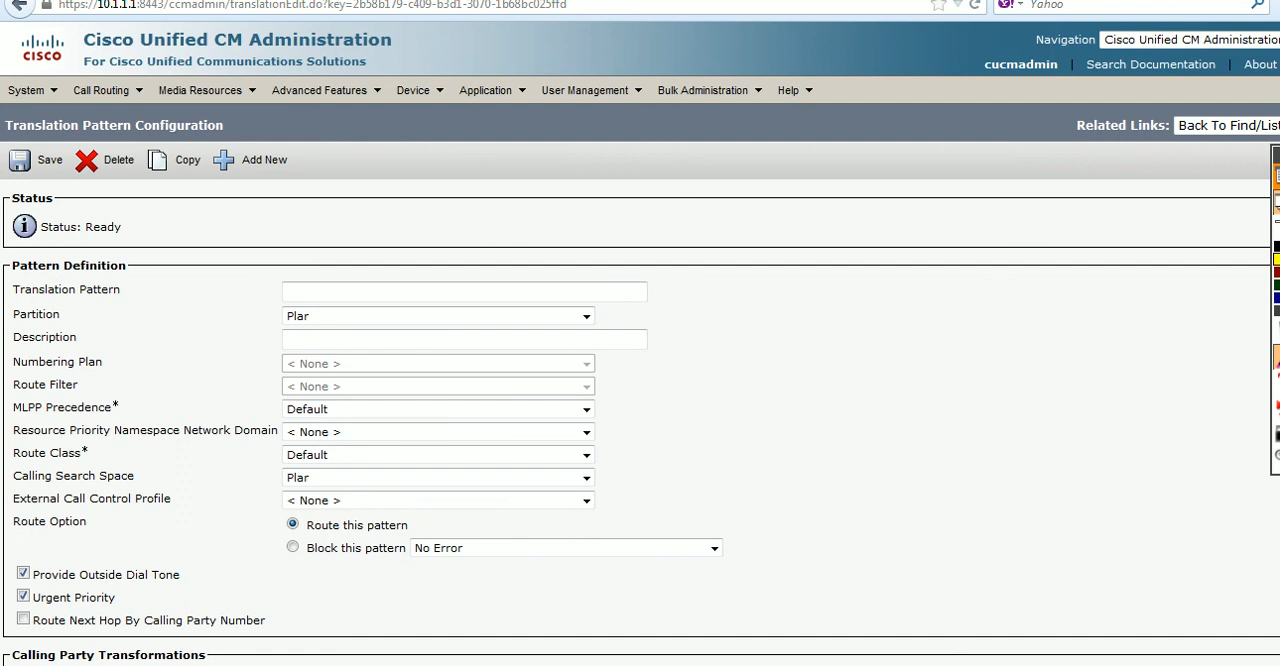 https://10.1.1.1:8443/ccmadmin/translationEdit.do?key=2b58b179-c409-b3d1-3070-1b68bc025ffd
Yahoo
CISCO
Cisco Unified CM Administration
For Cisco Unified Communications Solutions
Navigation Cisco Unified CM Administration
cucmadmin | Search Documentation | About
System Call Routing Media Resources Advanced Features Device Application User Management Bulk Administration Help
Translation Pattern Configuration
Related Links: Back To Find/List
Save Delete Copy Add New
Status
i Status: Ready
Pattern Definition
Translation Pattern
Partition Plar
Description
Numbering Plan < None >
Route Filter < None >
MLPP Precedence* Default
Resource Priority Namespace Network Domain < None >
Route Class* Default
Calling Search Space Plar
External Call Control Profile < None >
Route Option Route this pattern
Block this pattern No Error
Provide Outside Dial Tone
Urgent Priority
Route Next Hop By Calling Party Number
Calling Party Transformations